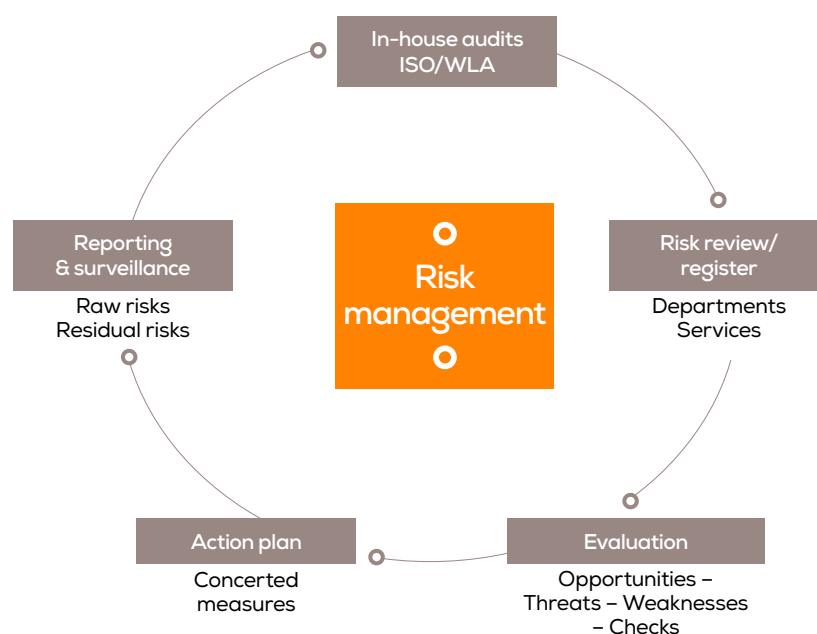 In-house audits
ISO/WLA
Risk review/
register
Departments
Services
Evaluation
Opportunities –
Threats – Weaknesses
– Checks
Action plan
Concerted
measures
Reporting
& surveillance
Raw risks
Residual risks
Risk
management